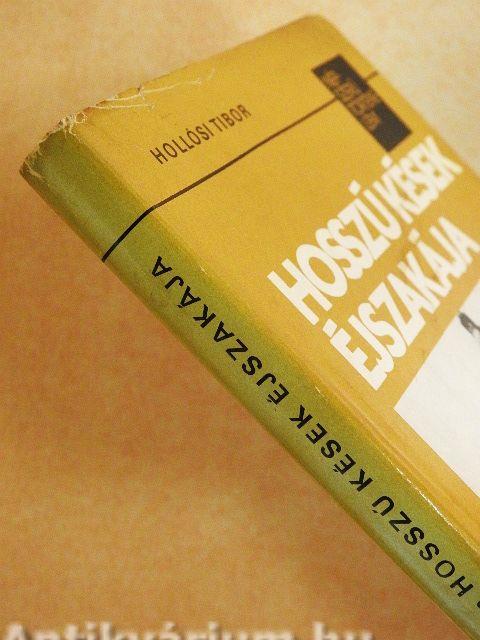 HOLLÓSI TIBOR
HOSSZÚ KÉSEK
ÉJSZAKÁJA
HOSSZÚ KÉSEK ÉJSZAKÁJA
Antikvárium.hu